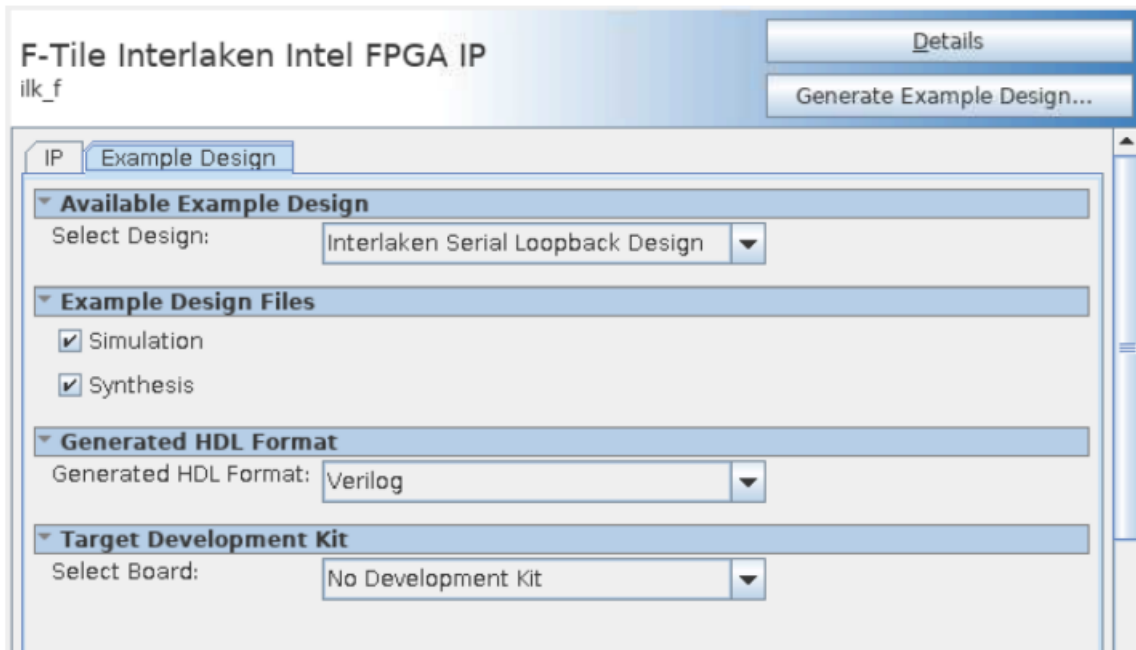 F-Tile Interlaken Intel FPGA IP
ilk_f
Details
Generate Example Design...
IP
Example Design
Available Example Design
Select Design:
Interlaken Serial Loopback Design
Example Design Files
Simulation
Synthesis
Generated HDL Format
Generated HDL Format:
Verilog
Target Development Kit
Select Board:
No Development Kit